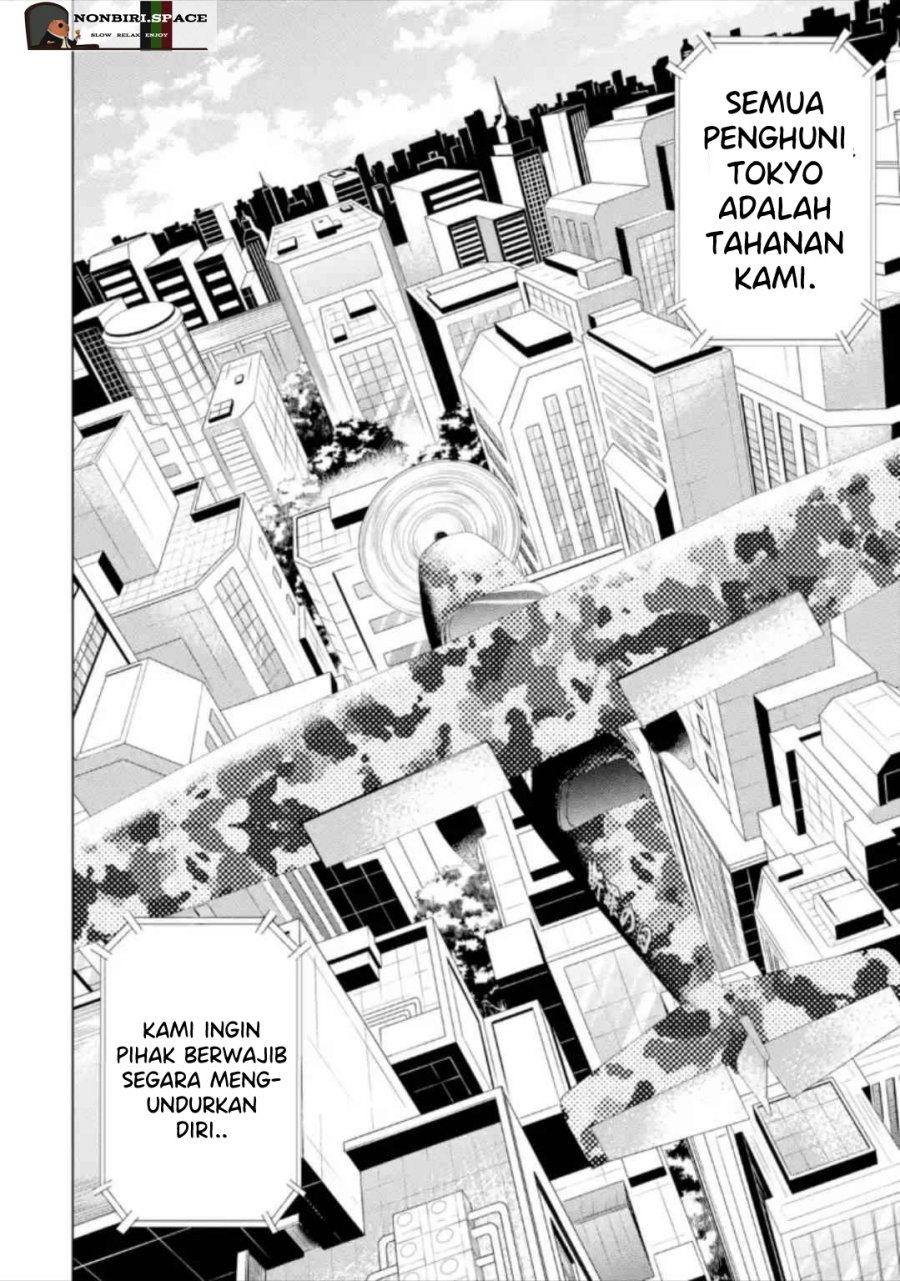 NONBIRI.SPACE
SLOW RELAX ENJOY
SEMUA
PENGHUNI
TOKYO
ADALAH
TAHANAN
KAMI.
KAMI INGIN
PIHAK BERWAJIB
SEGARA MENG-
UNDURKAN
DIRI..